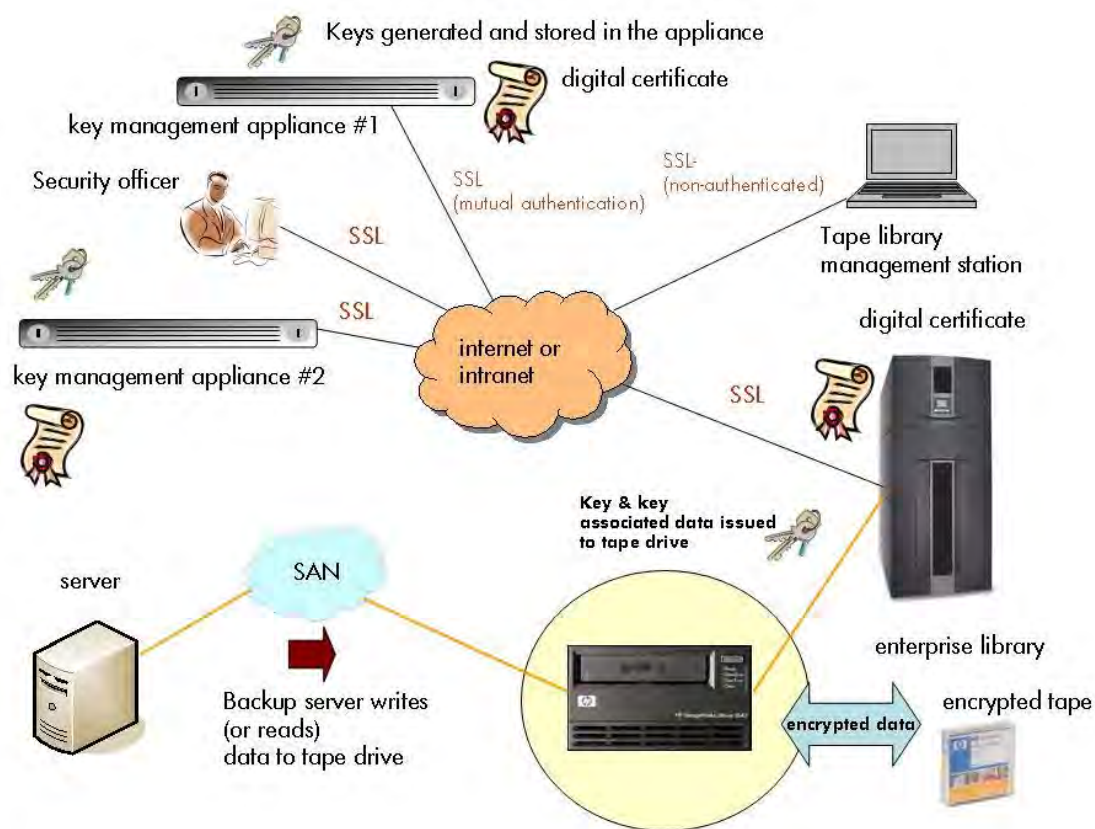 Keys generated and stored in the appliance
digital certificate
key management appliance #1
Security officer
SSL
(mutual authentication)
SSL-
(non-authenticated)
SSL
Tape library
management station
SSL
key management appliance #2
internet or
intranet
digital certificate
SSL
Key & key
associated data issued
to tape drive
server
SAN
Backup server writes
(or reads)
data to tape drive
enterprise library
encrypted data
encrypted tape